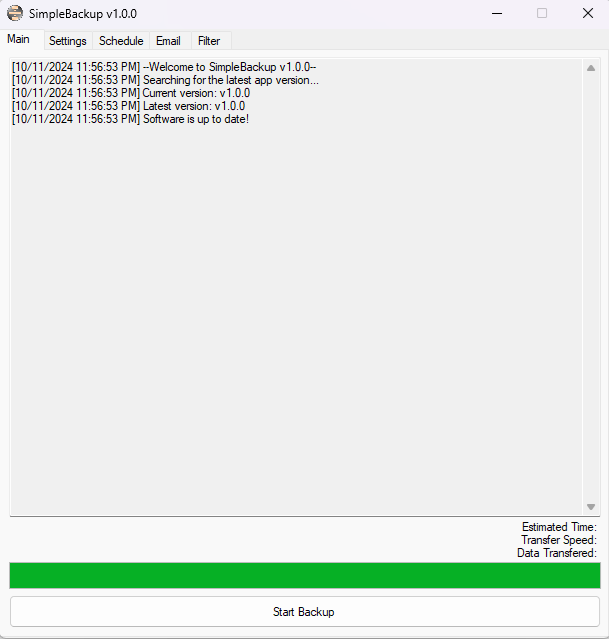 SimpleBackup v1.0.0
Main Settings Schedule Email Filter
[10/11/2024 11:56:53 PM] --Welcome to SimpleBackup v1.0.0--
[10/11/2024 11:56:53 PM] Searching for the latest app version...
[10/11/2024 11:56:53 PM] Current version: v1.0.0
[10/11/2024 11:56:53 PM] Latest version: v1.0.0
[10/11/2024 11:56:53 PM] Software is up to date!
Estimated Time:
Transfer Speed:
Data Transfered:
Start Backup